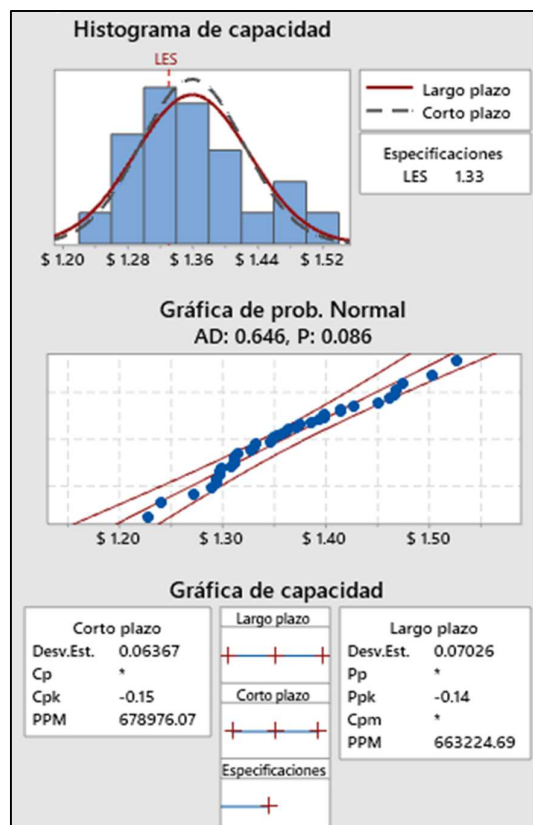 Histograma de capacidad
LES
Largo plazo
Corto plazo
Especificaciones
LES 1.33
$ 1.20 $ 1.28 $ 1.36 $ 1.44 $ 1.52
Gráfica de prob. Normal
AD: 0.646, P: 0.086
$ 1.20 $ 1.30 $ 1.40 $ 1.50
Gráfica de capacidad
Corto plazo
Desv.Est. 0.06367
Cp *
Cpk -0.15
PPM 678976.07
Largo plazo
Corto plazo
Especificaciones
Largo plazo
Desv.Est. 0.07026
Pp *
Ppk -0.14
Cpm *
PPM 663224.69